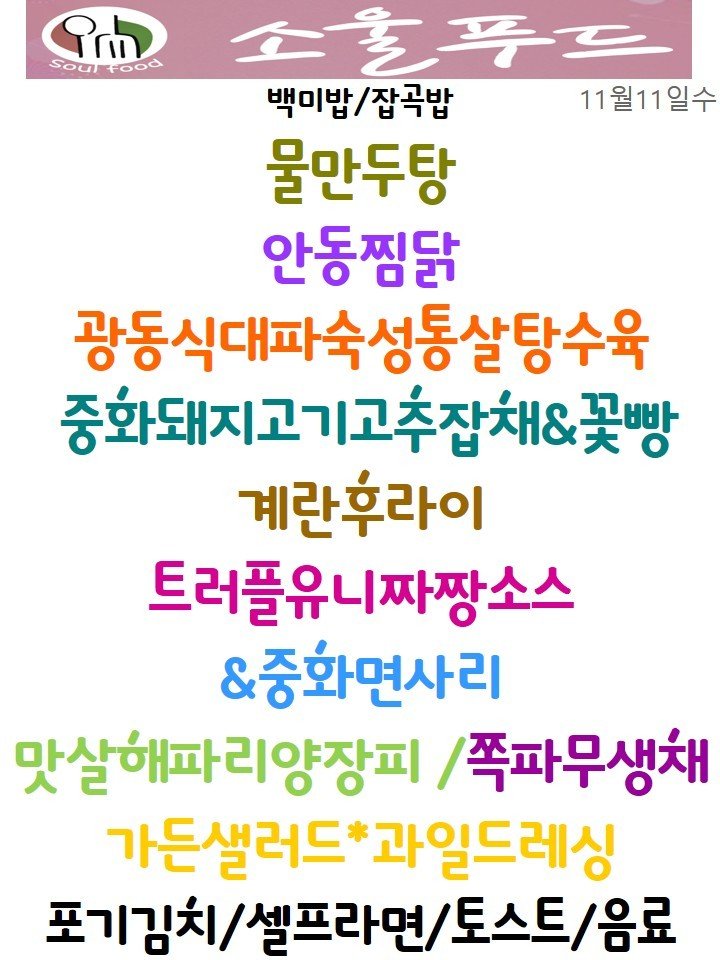 Soul food
소울푸드
백미밥/잡곡밥
11월11일수
물만두탕
안동찜닭
광동식대파숙성통살탕수육
중화돼지고기고추잡채&꽃빵
계란후라이
트러플유니짜짱소스
&중화면사리
맛살해파리양장피 /쪽파무생채
가든샐러드*과일드레싱
포기김치/셀프라면/토스트/음료